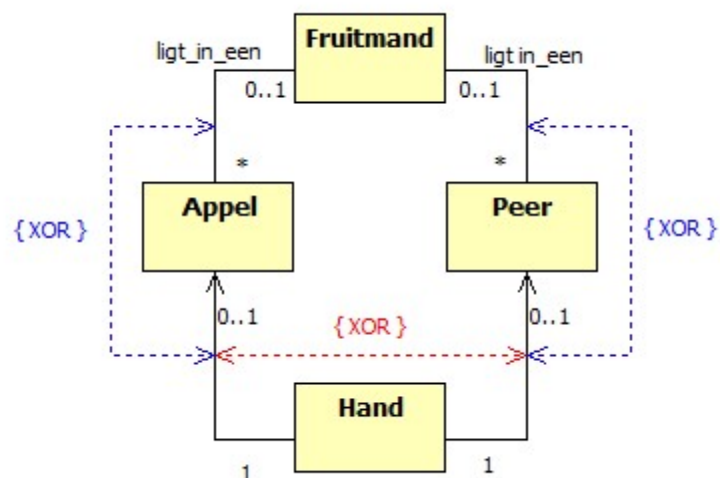 Fruitmand
ligt_in_een
ligt in_een
0..1
0..1
*
*
Appel
Peer
{XOR}
{XOR}
0..1
{XOR}
0..1
Hand
1
1